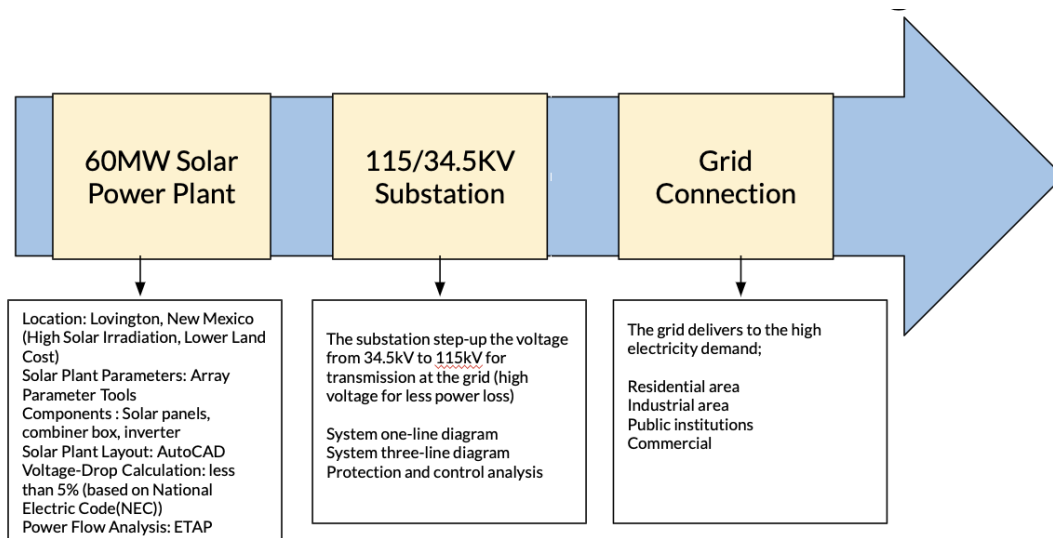 60MW Solar
Power Plant
115/34.5KV
Substation
Grid
Connection
Location: Lovington, New Mexico
(High Solar Irradiation, Lower Land
Cost)
Solar Plant Parameters: Array
Parameter Tools
Components : Solar panels,
combiner box, inverter
Solar Plant Layout: AutoCAD
Voltage-Drop Calculation: less
than 5% (based on National
Electric Code(NEC))
Power Flow Analysis: ETAP
The substation step-up the voltage
from 34.5kV to 115kV for
transmission at the grid (high
voltage for less power loss)
System one-line diagram
System three-line diagram
Protection and control analysis
The grid delivers to the high
electricity demand;
Residential area
Industrial area
Public institutions
Commercial